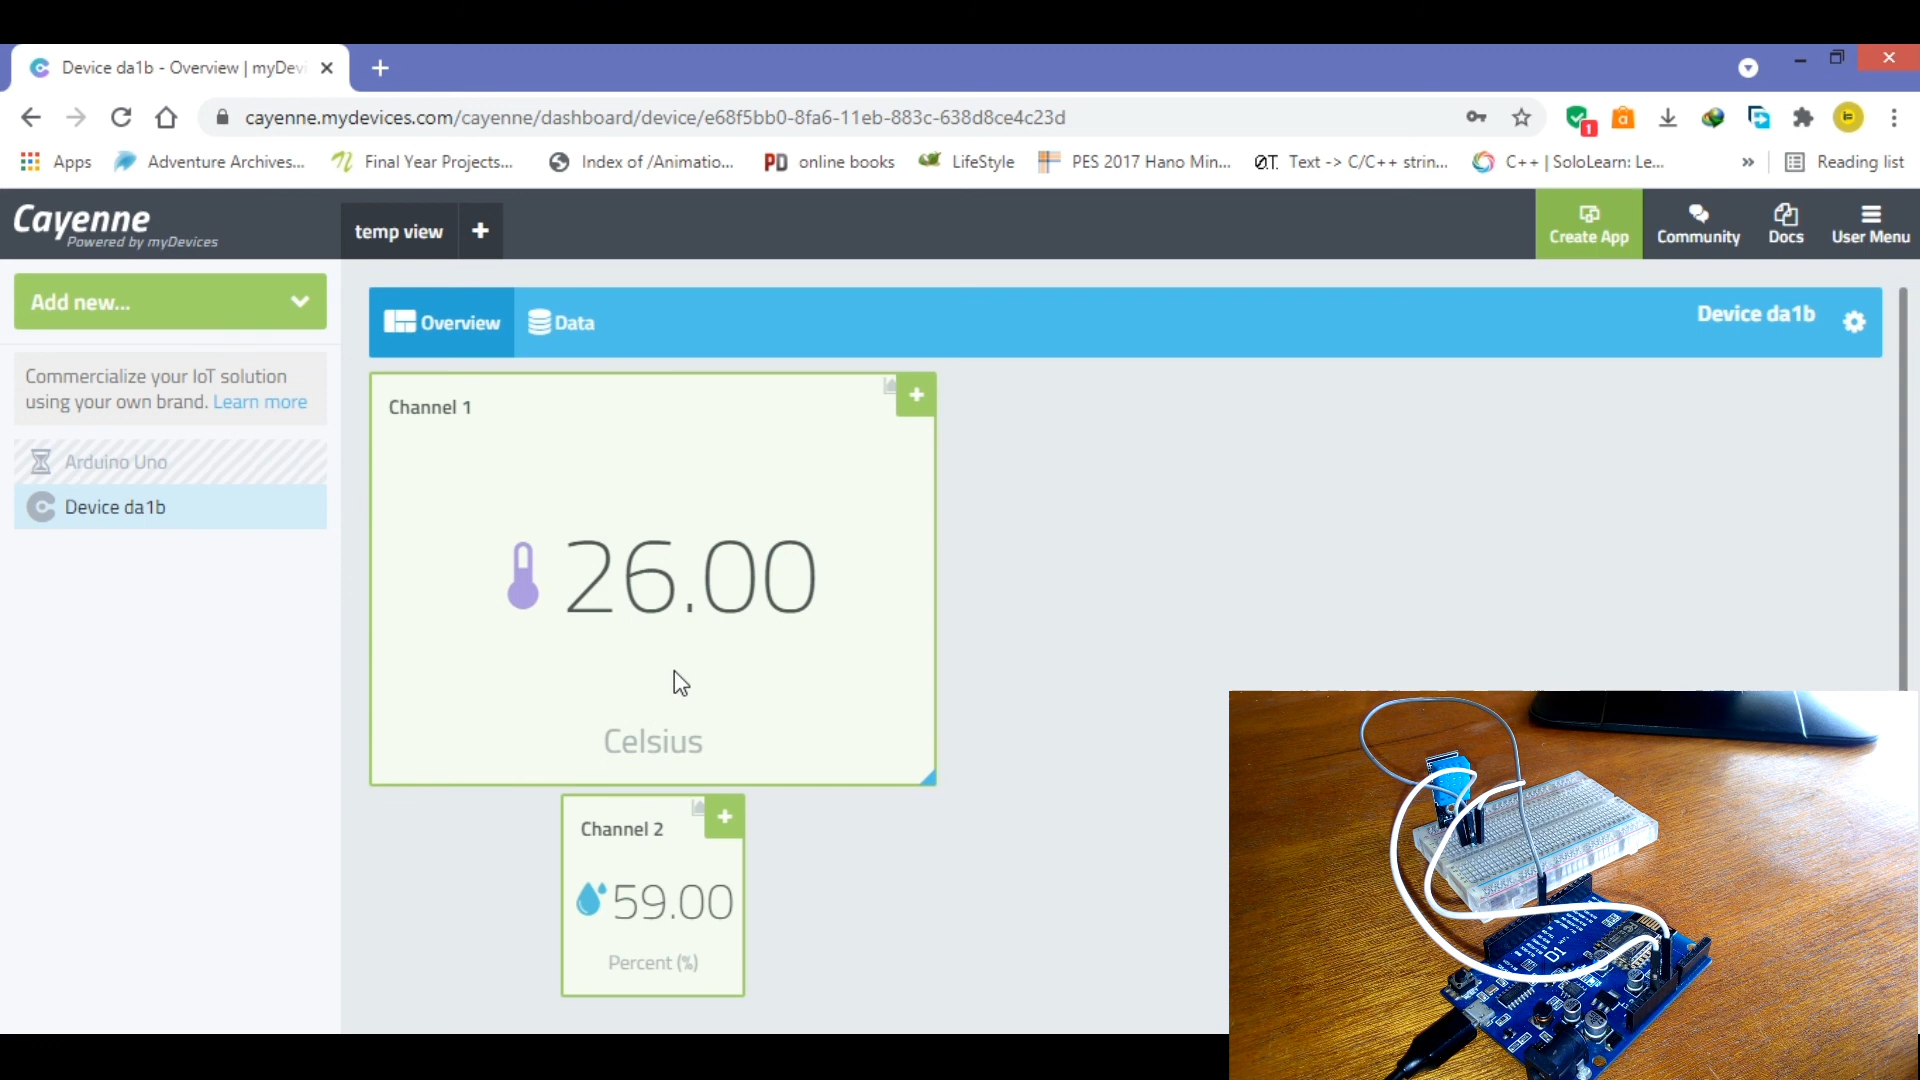 Device da1b - Overview | myDevi
cayenne.mydevices.com/cayenne/dashboard/device/e68f5bb0-8fa6-11eb-883c-638d8ce4c23d
1
Apps
Adventure Archives...
Final Year Projects...
Index of /Animatio...
PD online books
LifeStyle
PES 2017 Hano Min...
Ø.T. Text -> C/C++ strin...
C++ | SoloLearn: Le...
»
Reading list
Cayenne
Powered by myDevices
temp view
Create App
Community
Docs
User Menu
Add new...
Overview
Data
Device da1b
Commercialize your IoT solution
using your own brand. Learn more
Arduino Uno
Device da1b
Channel 1
26.00
Celsius
Channel 2
59.00
Percent (%)
D1